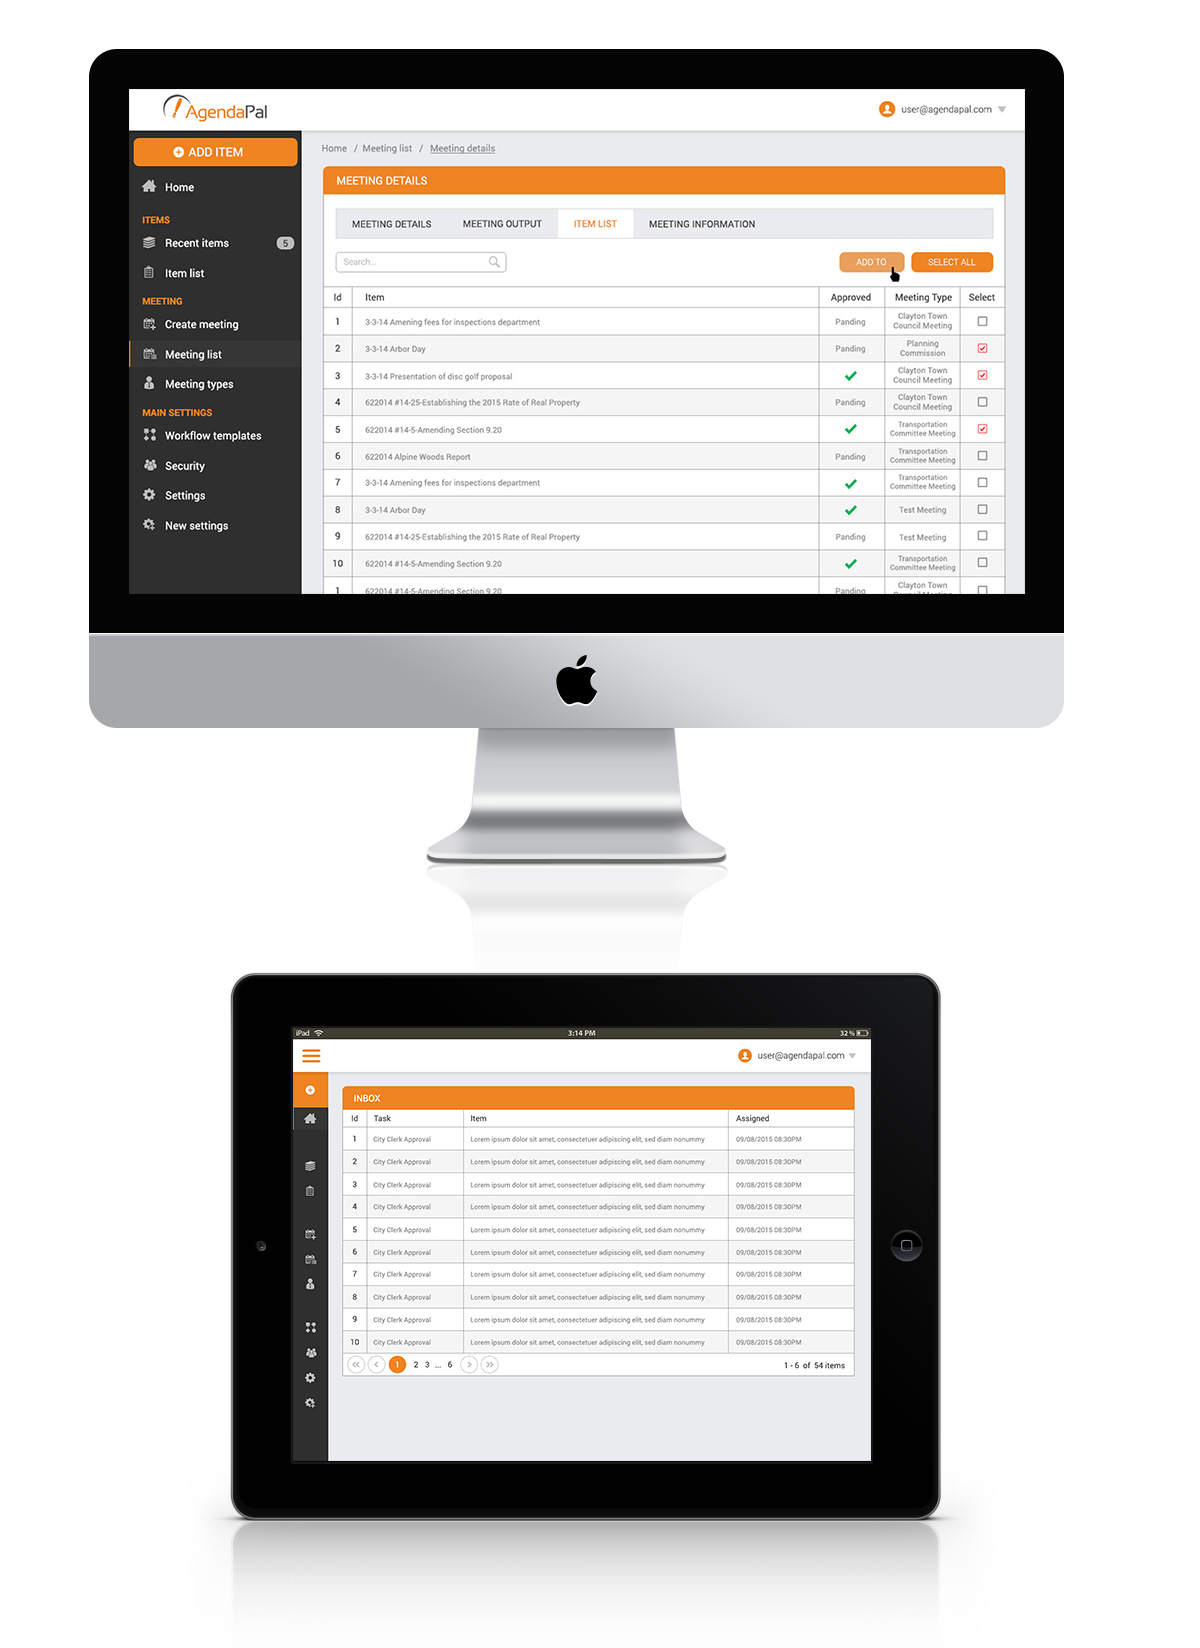 AgendaPal
user@agendapal.com
ADD ITEM
Home
ITEMS
Recent items 5
Item list
MEETING
Create meeting
Meeting list
Meeting types
MAIN SETTINGS
Workflow templates
Security
Settings
New settings
Home / Meeting list / Meeting details
MEETING DETAILS
MEETING DETAILS MEETING OUTPUT ITEM LIST MEETING INFORMATION
Search...
ADD TO SELECT ALL
Id Item Approved Meeting Type Select
1 3-3-14 Amening fees for inspections department Panding Clayton Town
Council Meeting
2 3-3-14 Arbor Day Panding Planning
Commission
3 3-3-14 Presentation of disc golf proposal Clayton Town
Council Meeting
4 622014 #14-25-Establishing the 2015 Rate of Real Property Panding Clayton Town
Council Meeting
5 622014 #14-5-Amending Section 9.20 Transportation
Committee Meeting
6 622014 Alpine Woods Report Panding Transportation
Committee Meeting
7 3-3-14 Amening fees for inspections department Transportation
Committee Meeting
8 3-3-14 Arbor Day Test Meeting
9 622014 #14-25-Establishing the 2015 Rate of Real Property Panding Test Meeting
10 622014 #14-5-Amending Section 9.20 Transportation
Committee Meeting
1 622014 #14-5-Amending Section 9.20 Panding Clayton Town
Council Meeting
iPad 3:14 PM 32 %
user@agendapal.com
INBOX
Id Task Item Assigned
1 City Clerk Approval Lorem ipsum dolor sit amet, consectetuer adipiscing elit, sed diam nonummy 09/08/2015 08:30PM
2 City Clerk Approval Lorem ipsum dolor sit amet, consectetuer adipiscing elit, sed diam nonummy 09/08/2015 08:30PM
3 City Clerk Approval Lorem ipsum dolor sit amet, consectetuer adipiscing elit, sed diam nonummy 09/08/2015 08:30PM
4 City Clerk Approval Lorem ipsum dolor sit amet, consectetuer adipiscing elit, sed diam nonummy 09/08/2015 08:30PM
5 City Clerk Approval Lorem ipsum dolor sit amet, consectetuer adipiscing elit, sed diam nonummy 09/08/2015 08:30PM
6 City Clerk Approval Lorem ipsum dolor sit amet, consectetuer adipiscing elit, sed diam nonummy 09/08/2015 08:30PM
7 City Clerk Approval Lorem ipsum dolor sit amet, consectetuer adipiscing elit, sed diam nonummy 09/08/2015 08:30PM
8 City Clerk Approval Lorem ipsum dolor sit amet, consectetuer adipiscing elit, sed diam nonummy 09/08/2015 08:30PM
9 City Clerk Approval Lorem ipsum dolor sit amet, consectetuer adipiscing elit, sed diam nonummy 09/08/2015 08:30PM
10 City Clerk Approval Lorem ipsum dolor sit amet, consectetuer adipiscing elit, sed diam nonummy 09/08/2015 08:30PM
1 2 3 ... 6 1 - 6 of 54 items